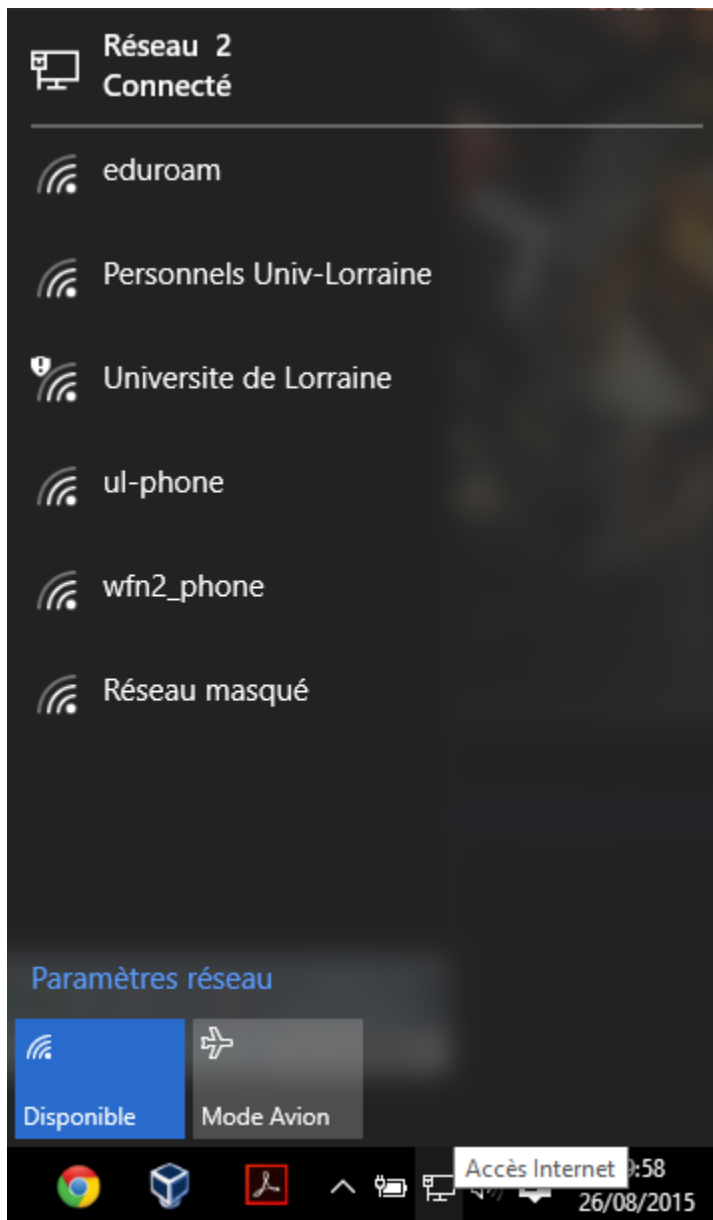 Réseau 2
Connecté
eduroam
Personnels Univ-Lorraine
Universite de Lorraine
ul-phone
wfn2_phone
Réseau masqué
Paramètres réseau
Disponible
Mode Avion
Accès Internet
:58
26/08/2015